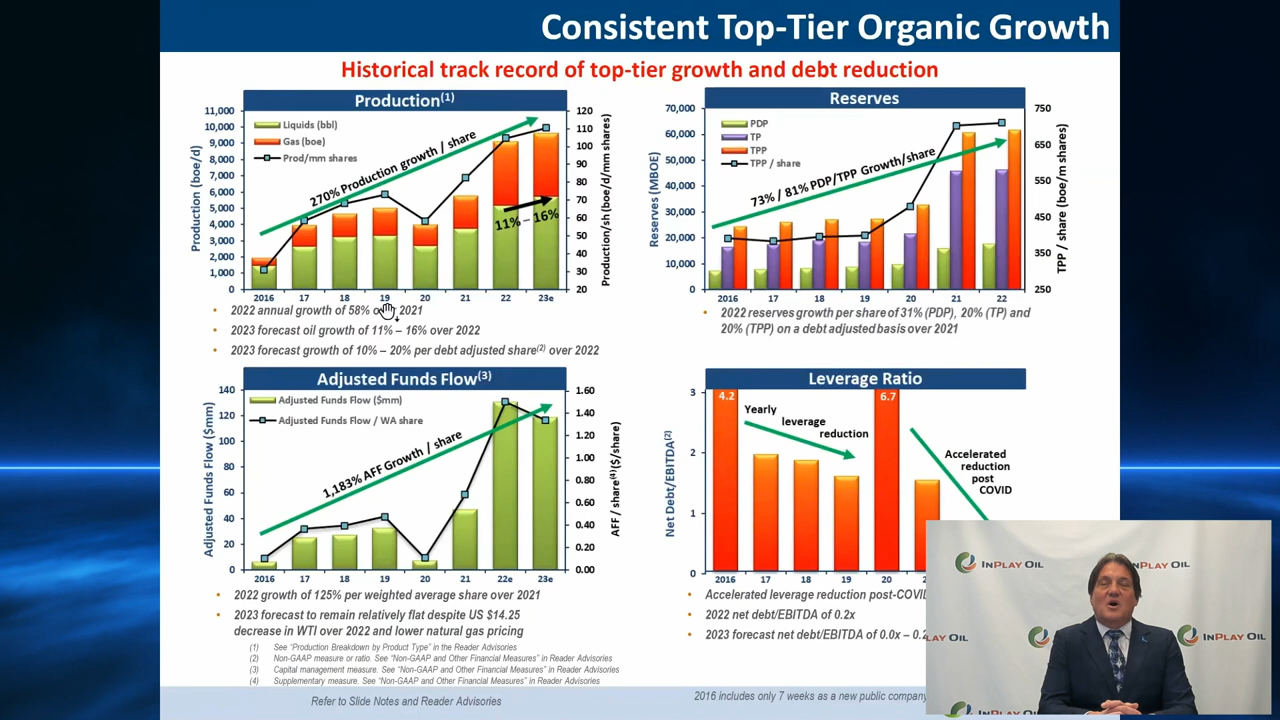 Consistent Top-Tier Organic Growth
Historical track record of top-tier growth and debt reduction
Production(1)
Production (boe/d)
11,000
10,000
9,000
8,000
7,000
6,000
5,000
4,000
3,000
2,000
1,000
0
Liquids (bbl)
Gas (boe)
Prod/mm shares
270% Production growth / share
11% – 16%
120
110
100
90
80
70
60
50
40
30
20
Production/sh (boe/d/mm shares)
2016 17 18 19 20 21 22 23e
• 2022 annual growth of 58% o 2021
• 2023 forecast oil growth of 11% – 16% over 2022
• 2023 forecast growth of 10% – 20% per debt adjusted share(2) over 2022
Reserves
Reserves (MBOE)
70,000
60,000
50,000
40,000
30,000
20,000
10,000
0
PDP
TP
TPP
TPP / share
73% / 81% PDP/TPP Growth/share
750
650
550
450
350
250
TPP / share (boe/m shares)
2016 17 18 19 20 21 22
• 2022 reserves growth per share of 31% (PDP), 20% (TP) and
20% (TPP) on a debt adjusted basis over 2021
Adjusted Funds Flow(3)
Adjusted Funds Flow ($mm)
140
120
100
80
60
40
20
0
Adjusted Funds Flow ($mm)
Adjusted Funds Flow / WA share
1,183% AFF Growth / share
1.60
1.40
1.20
1.00
0.80
0.60
0.40
0.20
0.00
AFF / share(4)($/share)
2016 17 18 19 20 21 22e 23e
• 2022 growth of 125% per weighted average share over 2021
• 2023 forecast to remain relatively flat despite US $14.25
decrease in WTI over 2022 and lower natural gas pricing
Leverage Ratio
Net Debt/EBITDA(2)
3
2
1
0
4.2
6.7
Yearly
leverage
reduction
Accelerated
reduction
post
COVID
2016 17 18 19 20 2
• Accelerated leverage reduction post-COVID
• 2022 net debt/EBITDA of 0.2x
• 2023 forecast net debt/EBITDA of 0.0x – 0.2
(1) See "Production Breakdown by Product Type" in the Reader Advisories
(2) Non-GAAP measure or ratio. See "Non-GAAP and Other Financial Measures" in Reader Advisories
(3) Capital management measure. See "Non-GAAP and Other Financial Measures" in Reader Advisories
(4) Supplementary measure. See "Non-GAAP and Other Financial Measures" in Reader Advisories
Refer to Slide Notes and Reader Advisories
2016 includes only 7 weeks as a new public company
INPLAY OIL
INPLAY OIL
LAY OIL
INPLAY OIL